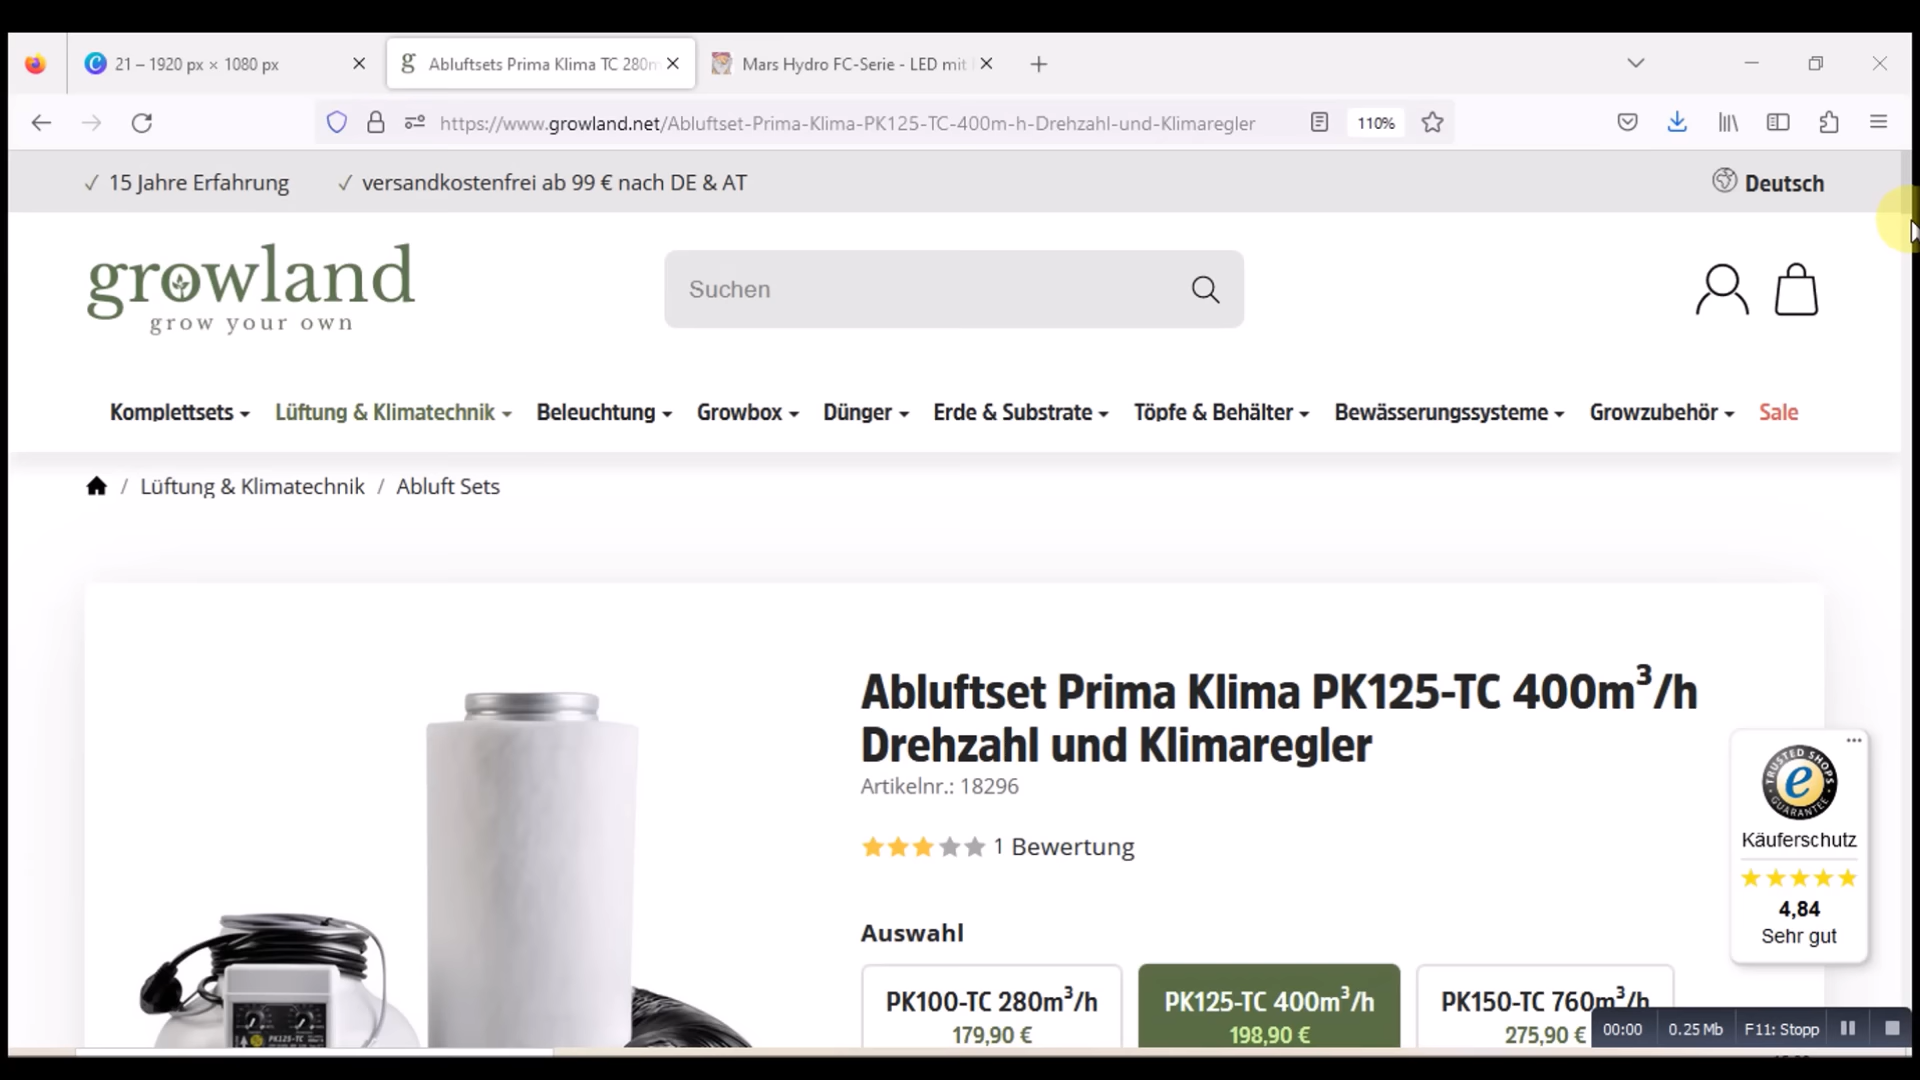 21 – 1920 px × 1080 px
Abluftsets Prima Klima TC 280m
Mars Hydro FC-Serie - LED mit
https://www.growland.net/Abluftset-Prima-Klima-PK125-TC-400m-h-Drehzahl-und-Klimaregler
110%
✓ 15 Jahre Erfahrung ✓ versandkostenfrei ab 99 € nach DE & AT
Deutsch
growland
grow your own
Suchen
Komplettsets Lüftung & Klimatechnik Beleuchtung Growbox Dünger Erde & Substrate Töpfe & Behälter Bewässerungssysteme Growzubehör Sale
/ Lüftung & Klimatechnik / Abluft Sets
Abluftset Prima Klima PK125-TC 400m³/h
Drehzahl und Klimaregler
Artikelnr.: 18296
1 Bewertung
Auswahl
PK100-TC 280m³/h
179,90 €
PK125-TC 400m³/h
198,90 €
PK150-TC 760m³/h
275,90 €
TRUSTED SHOPS
GUARANTEE
Käuferschutz
4,84
Sehr gut
PK125-TC
00:00 0.25 Mb F11: Stopp